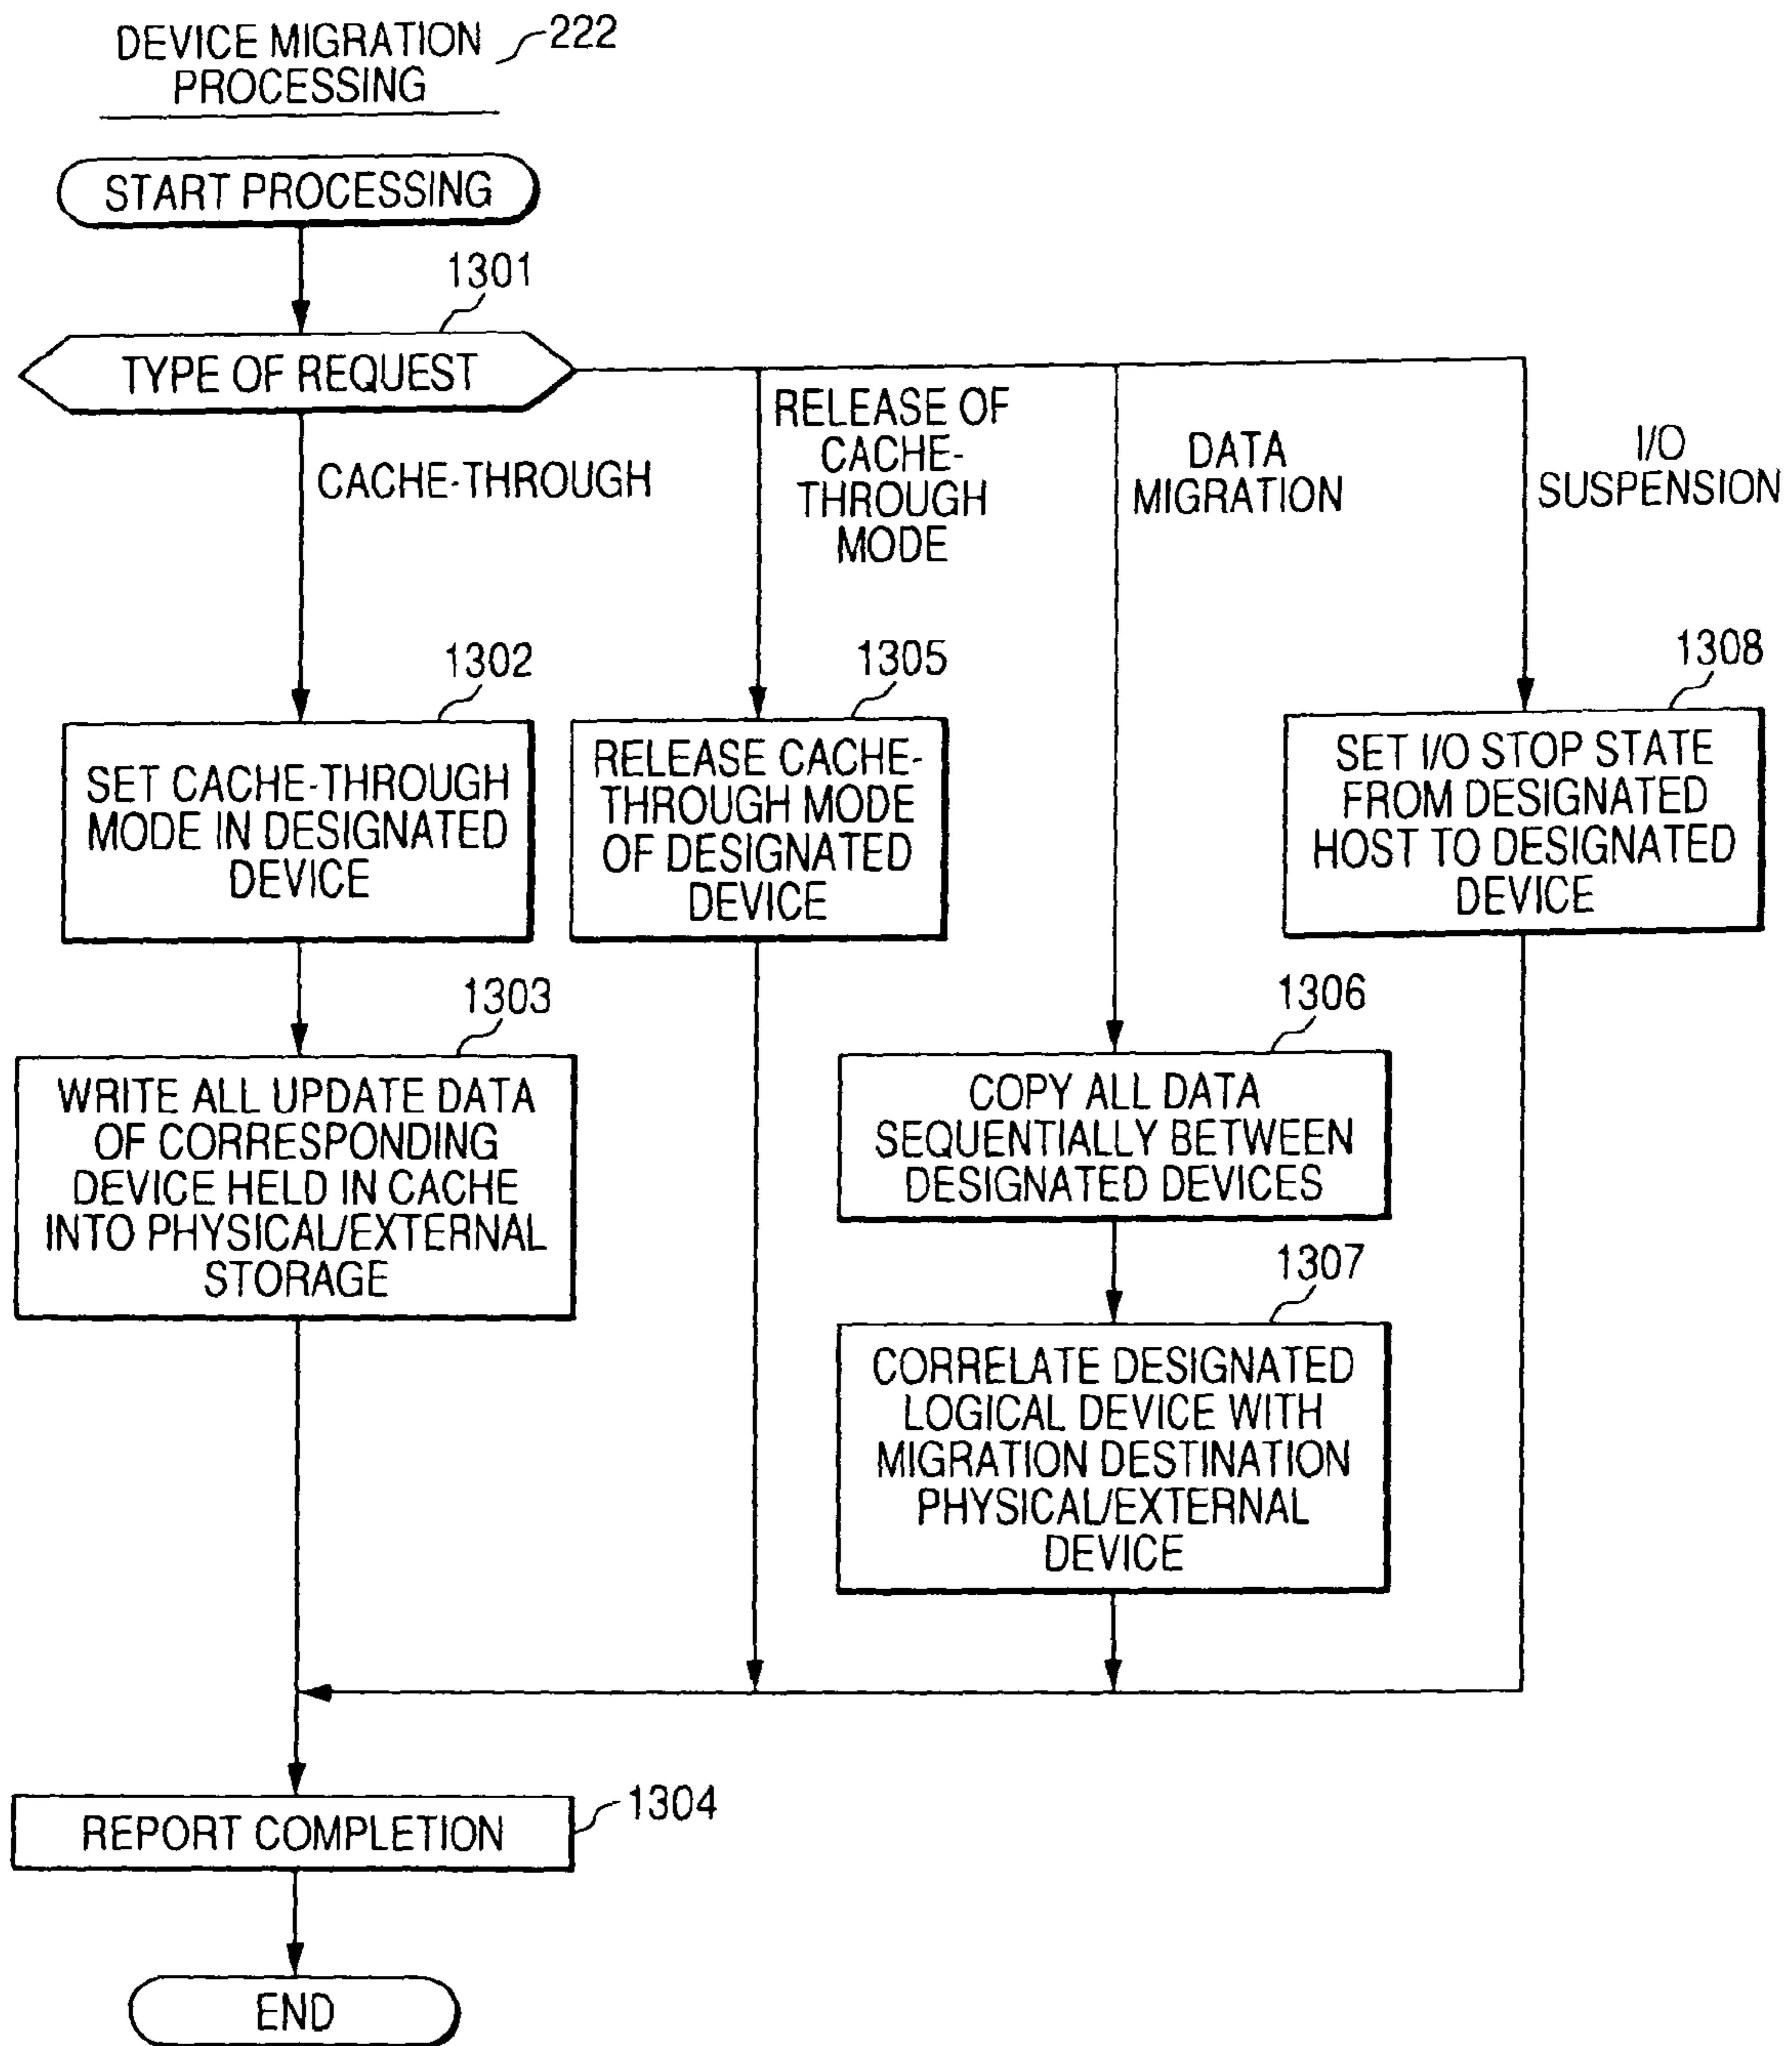 DEVICE MIGRATION
PROCESSING
222
START PROCESSING
1301
TYPE OF REQUEST
CACHE-THROUGH
RELEASE OF
CACHE-
THROUGH
MODE
DATA
MIGRATION
I/O
SUSPENSION
1302
SET CACHE-THROUGH
MODE IN DESIGNATED
DEVICE
1305
RELEASE CACHE-
THROUGH MODE
OF DESIGNATED
DEVICE
1308
SET I/O STOP STATE
FROM DESIGNATED
HOST TO DESIGNATED
DEVICE
1303
WRITE ALL UPDATE DATA
OF CORRESPONDING
DEVICE HELD IN CACHE
INTO PHYSICAL/EXTERNAL
STORAGE
1306
COPY ALL DATA
SEQUENTIALLY BETWEEN
DESIGNATED DEVICES
1307
CORRELATE DESIGNATED
LOGICAL DEVICE WITH
MIGRATION DESTINATION
PHYSICAL/EXTERNAL
DEVICE
REPORT COMPLETION
1304
END